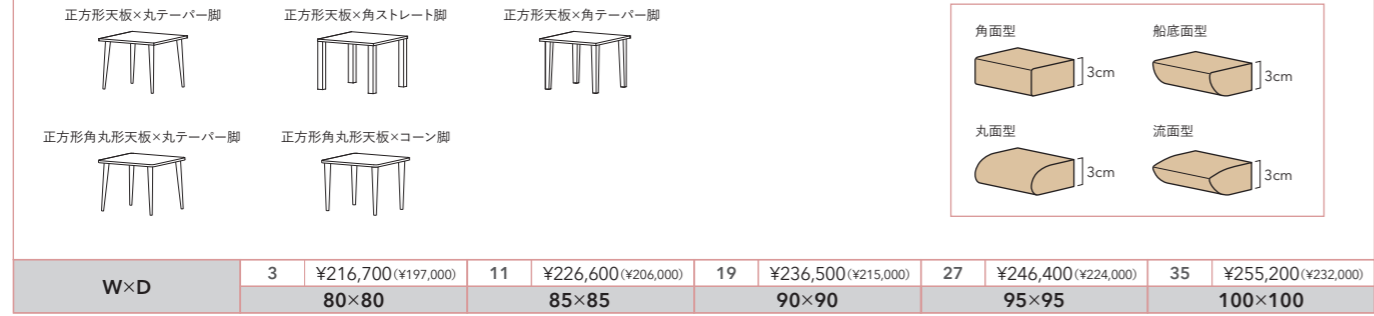 正方形天板×丸テーパー脚
正方形天板×角ストレート脚
正方形天板×角テーパー脚
正方形角丸形天板×丸テーパー脚
正方形角丸形天板×コーン脚
角面型
3cm
船底面型
3cm
丸面型
3cm
流面型
3cm
W×D
3 ¥216,700(¥197,000) 11 ¥226,600(¥206,000) 19 ¥236,500(¥215,000) 27 ¥246,400(¥224,000) 35 ¥255,200(¥232,000)
80×80 85×85 90×90 95×95 100×100